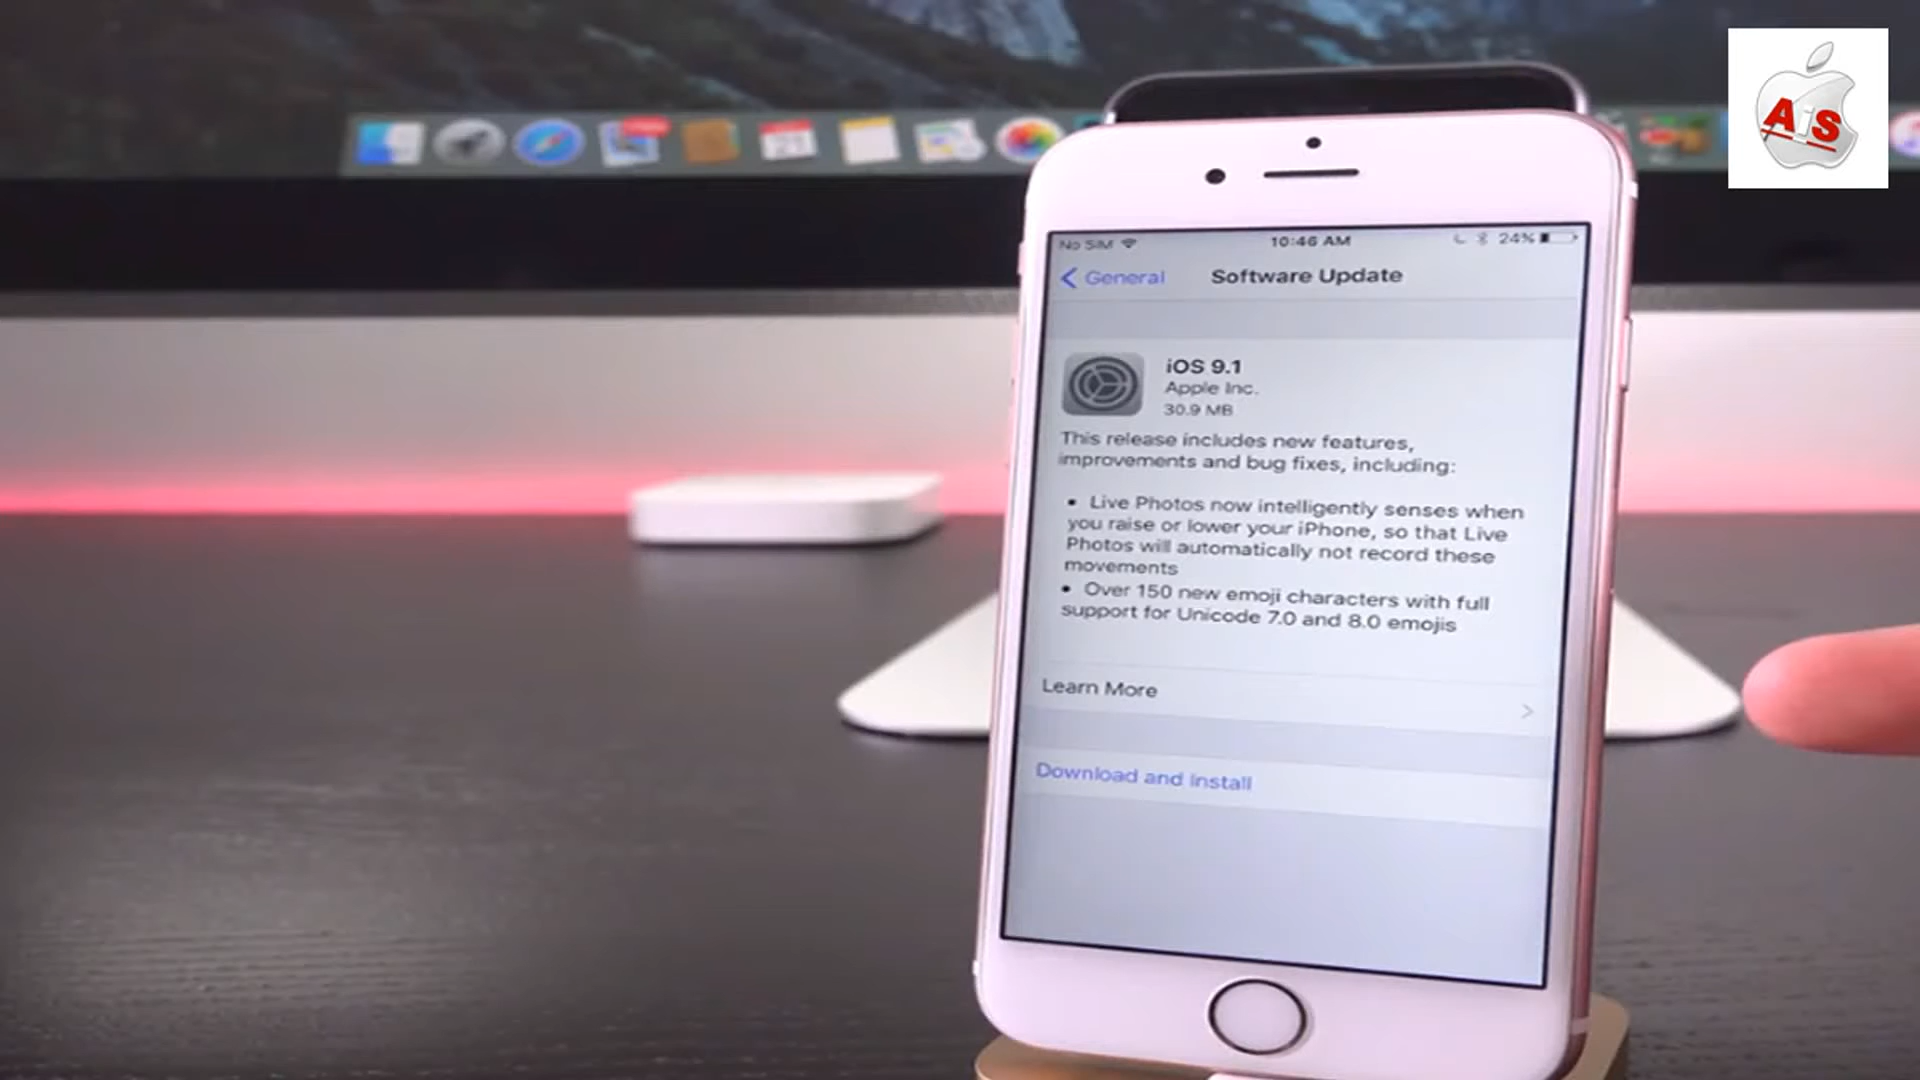 AiS
No SIM 10:46 AM 24%
General Software Update
iOS 9.1
Apple Inc.
30.9 MB
This release includes new features,
improvements and bug fixes, including:
• Live Photos now intelligently senses when
you raise or lower your iPhone, so that Live
Photos will automatically not record these
movements
• Over 150 new emoji characters with full
support for Unicode 7.0 and 8.0 emojis
Learn More
Download and Install